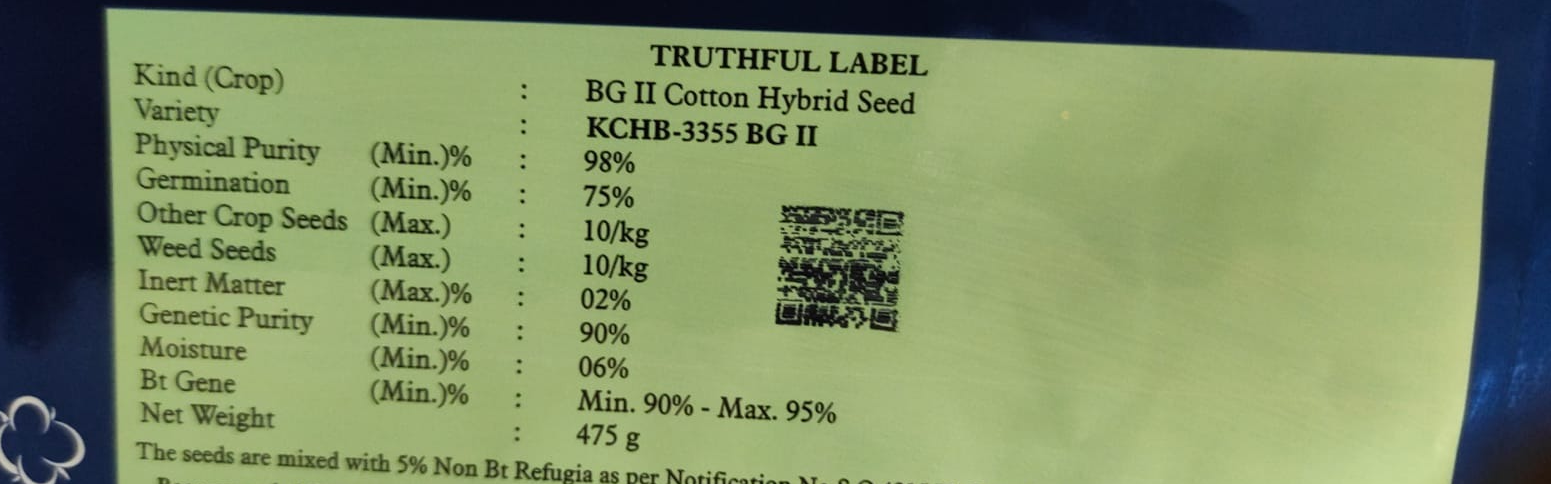 TRUTHFUL LABEL
Kind (Crop) : BG II Cotton Hybrid Seed
Variety : KCHB-3355 BG II
Physical Purity (Min.)% : 98%
Germination (Min.)% : 75%
Other Crop Seeds (Max.) : 10/kg
Weed Seeds (Max.) : 10/kg
Inert Matter (Max.)% : 02%
Genetic Purity (Min.)% : 90%
Moisture (Min.)% : 06%
Bt Gene (Min.)% : Min. 90% - Max. 95%
Net Weight : 475 g
The seeds are mixed with 5% Non Bt Refugia as per Notification